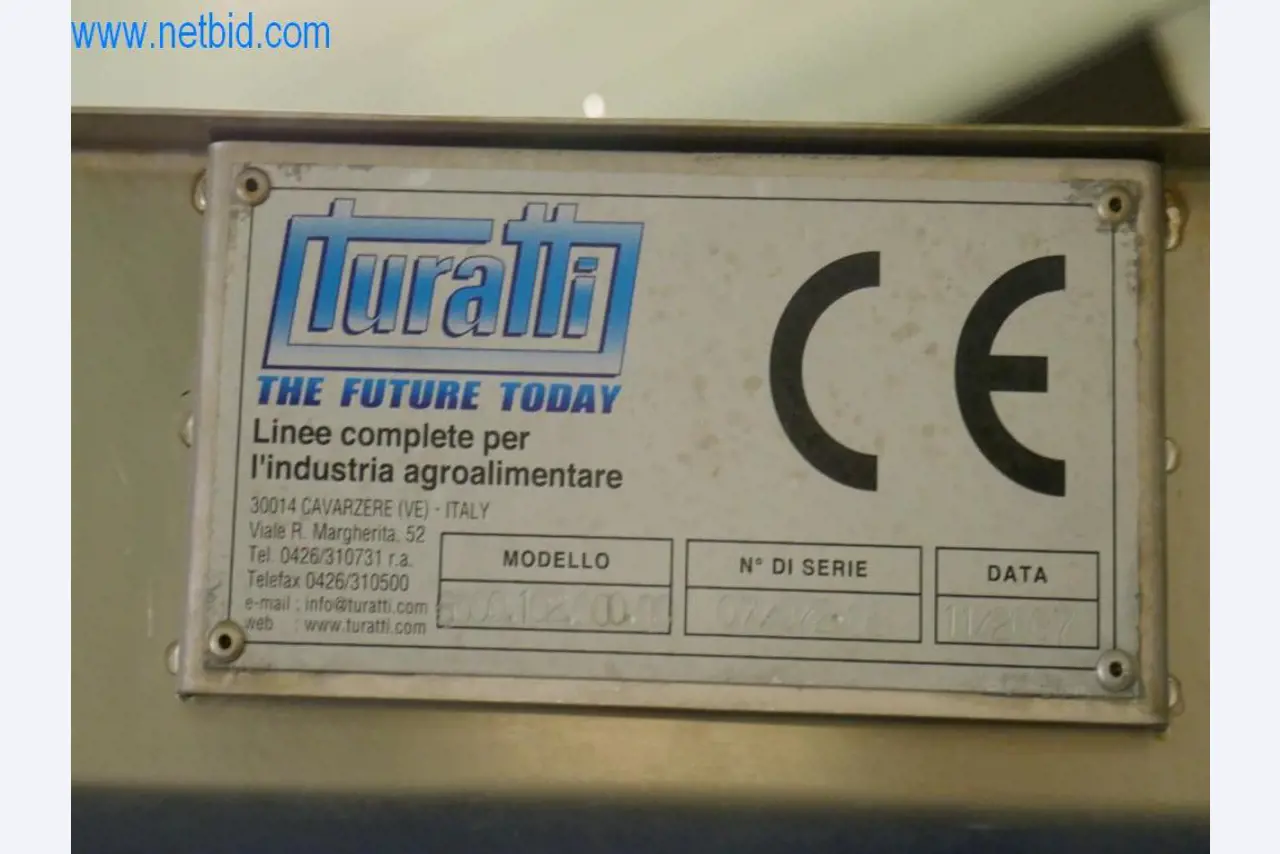 www.netbid.com
turatti
THE FUTURE TODAY
Linee complete per
l'industria agroalimentare
30014 CAVARZERE (VE) - ITALY
Viale R. Margherita, 52
Tel. 0426/310731 r.a.
Telefax 0426/310500
e-mail : info@turatti.com
web : www.turatti.com
CE
MODELLO
N° DI SERIE
DATA
11/2007